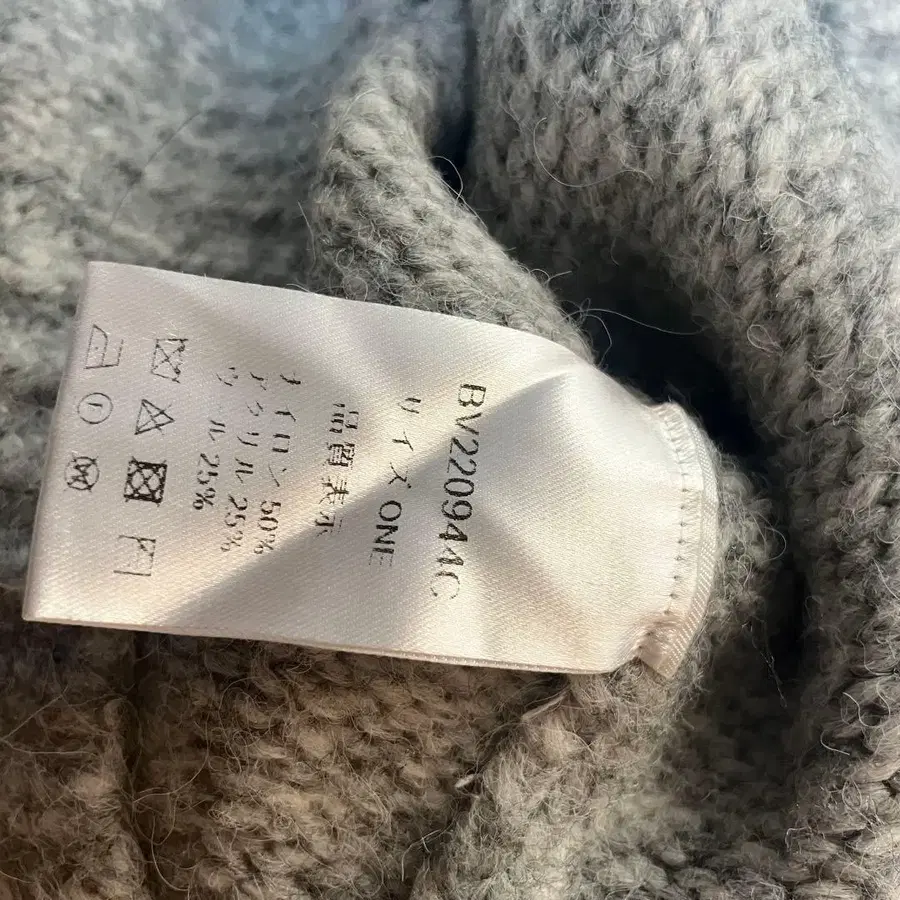 BV220944C
サイズ ONE
品質表示
ナイロン 50%
アクリル 25%
ウール 25%